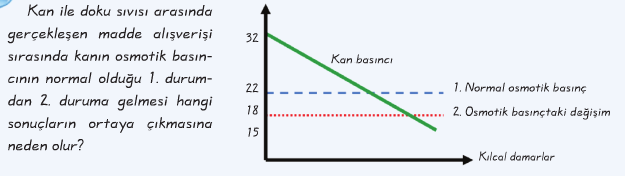 Kan ile doku sıvısı arasında
gerçekleşen madde alışverişi
sırasında kanın osmotik basın-
cının normal olduğu 1. durum-
dan 2. duruma gelmesi hangi
sonuçların ortaya çıkmasına
neden olur?
32
Kan basıncı
22
1. Normal osmotik basınç
18
2. Osmotik basınçtaki değişim
15
Kılcal damarlar